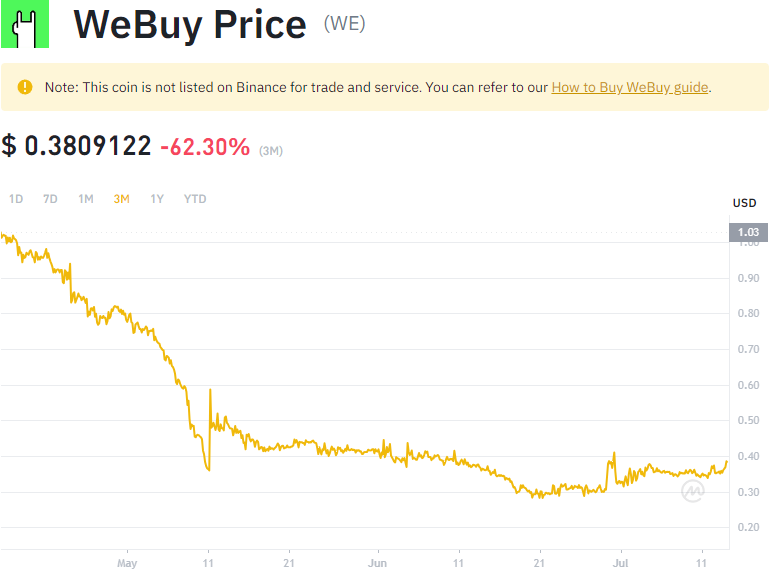 WeBuy Price (WE)
Note: This coin is not listed on Binance for trade and service. You can refer to our How to Buy WeBuy guide.
$ 0.3809122 -62.30% (3M)
1D 7D 1M 3M 1Y YTD
USD
1.03
1.00
0.90
0.80
0.70
0.60
0.50
0.40
0.30
0.20
May 11 21 Jun 11 21 Jul 11